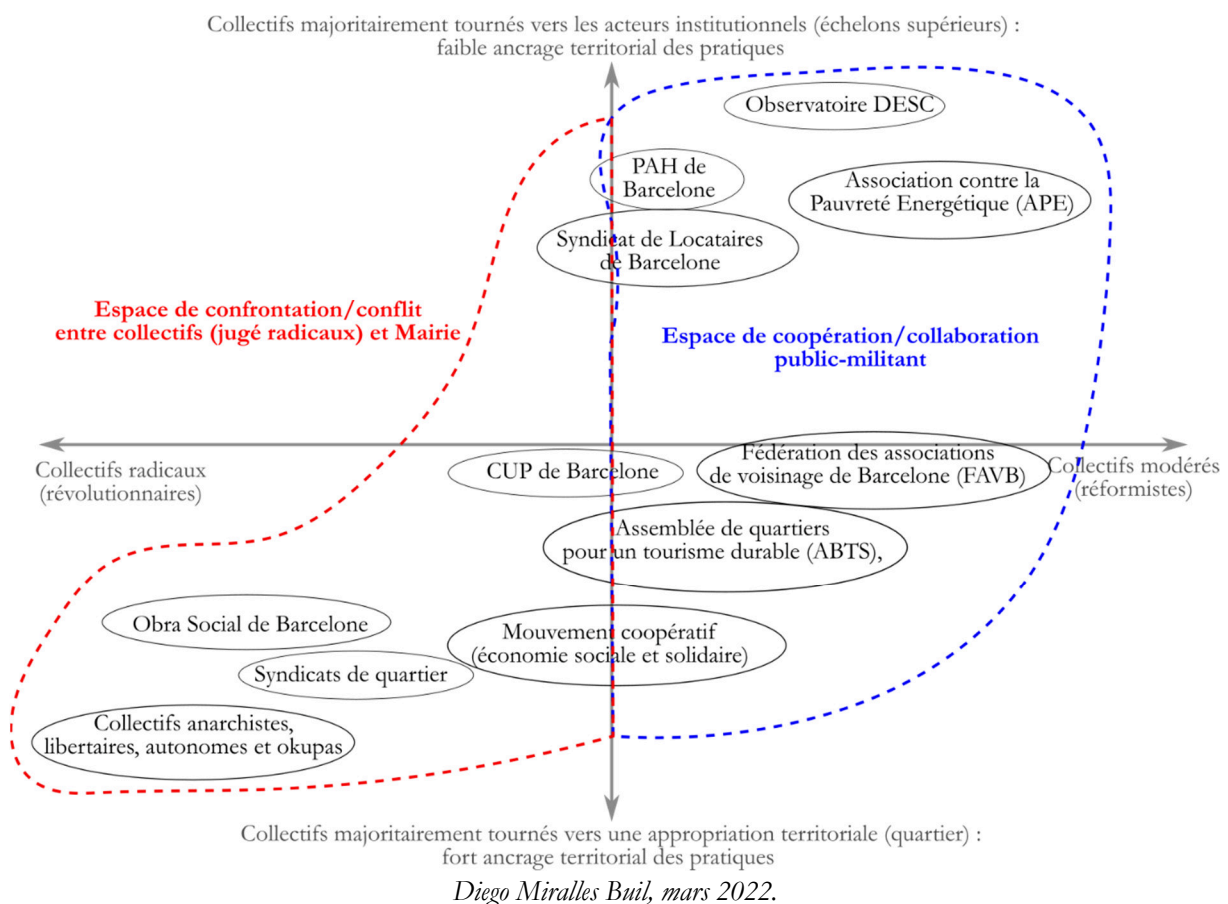 Collectifs majoritairement tournés vers les acteurs institutionnels (échelons supérieurs) :
faible ancrage territorial des pratiques
Observatoire DESC
PAH de
Barcelone
Association contre la
Pauvreté Energétique (APE)
Syndicat de Locataires
de Barcelone
Espace de confrontation/conflit
entre collectifs (jugé radicaux) et Mairie
Espace de coopération/collaboration
public-militant
Collectifs radicaux
(révolutionnaires)
CUP de Barcelone
Fédération des associations
de voisinage de Barcelone (FAVB)
Collectifs modérés
(réformistes)
Assemblée de quartiers
pour un tourisme durable (ABTS),
Obra Social de Barcelone
Mouvement coopératif
(économie sociale et solidaire)
Syndicats de quartier
Collectifs anarchistes,
libertaires, autonomes et okupas
Collectifs majoritairement tournés vers une appropriation territoriale (quartier) :
fort ancrage territorial des pratiques
Diego Miralles Buil, mars 2022.